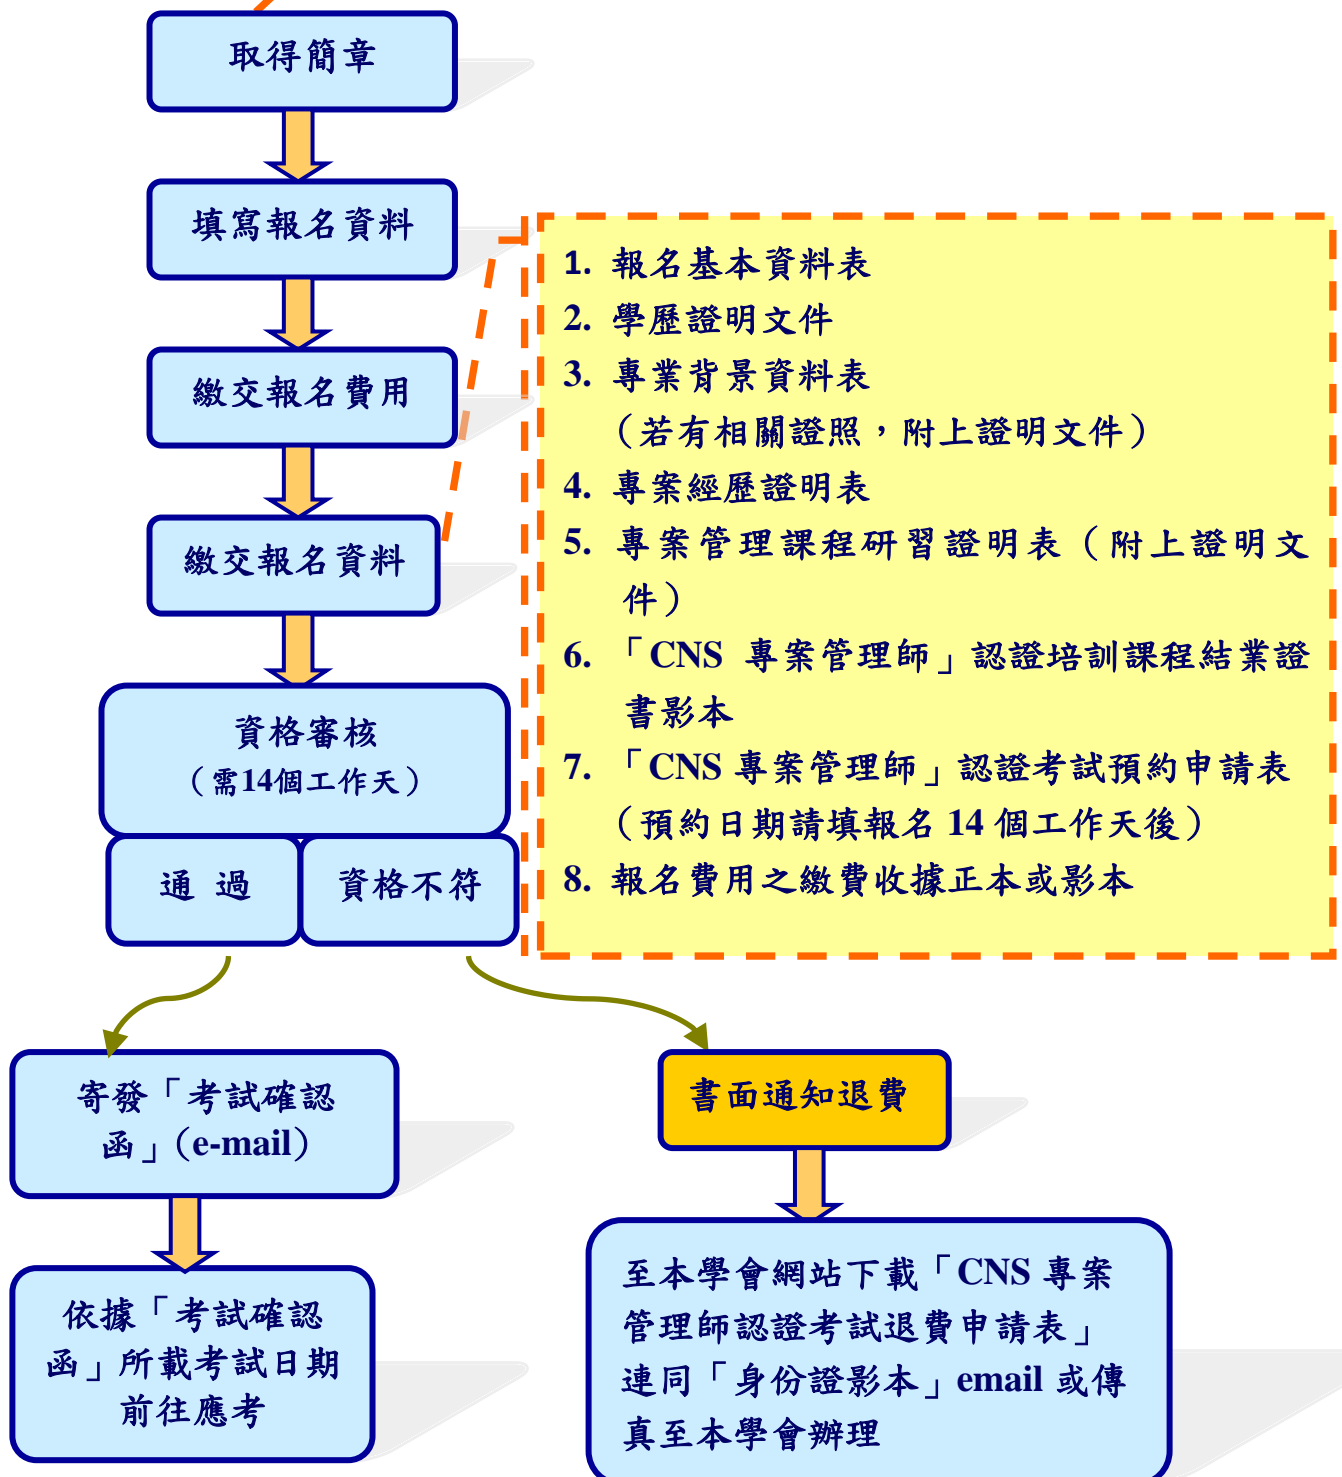 取得簡章
填寫報名資料
繳交報名費用
繳交報名資料
資格審核
（需14個工作天）
通 過
資格不符
1. 報名基本資料表
2. 學歷證明文件
3. 專業背景資料表
（若有相關證照，附上證明文件）
4. 專案經歷證明表
5. 專案管理課程研習證明表（附上證明文
件）
6. 「CNS 專案管理師」認證培訓課程結業證
書影本
7. 「CNS 專案管理師」認證考試預約申請表
（預約日期請填報名 14 個工作天後）
8. 報名費用之繳費收據正本或影本
寄發「考試確認
函」（e-mail）
依據「考試確認
函」所載考試日期
前往應考
書面通知退費
至本學會網站下載「CNS 專案
管理師認證考試退費申請表」
連同「身份證影本」email 或傳
真至本學會辦理